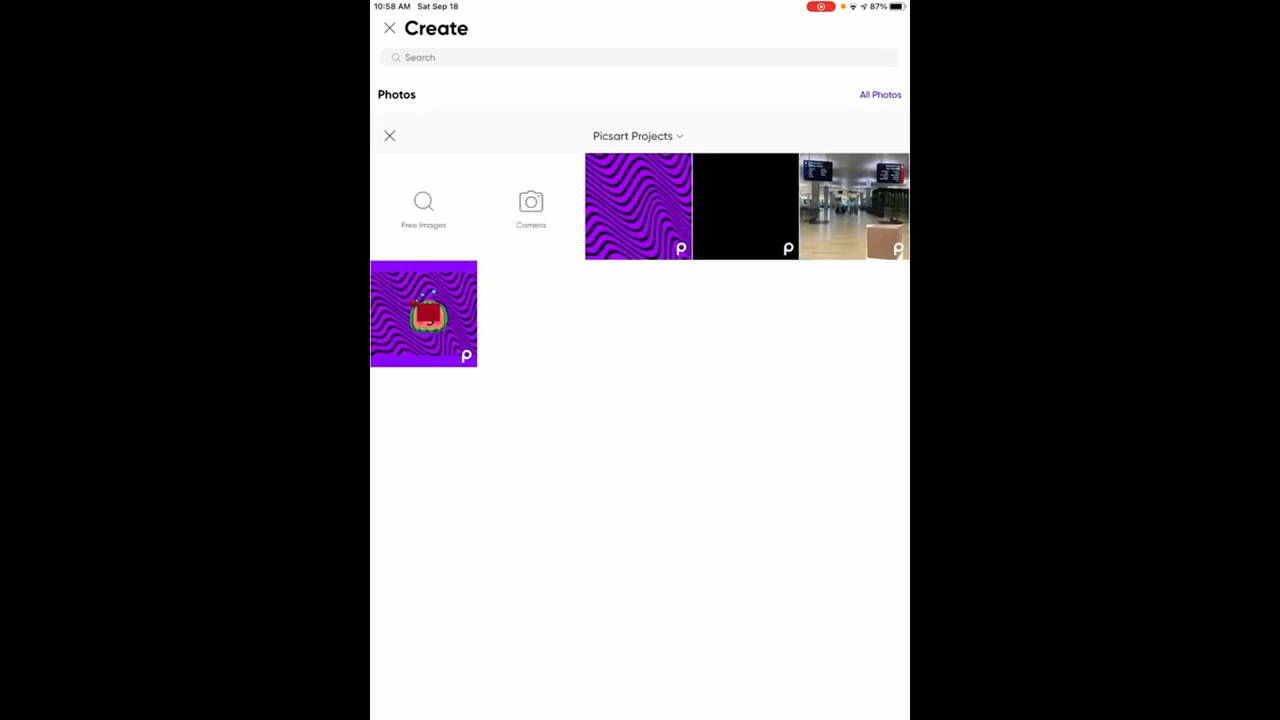 10:58 AM Sat Sep 18
87%
Create
Search
Photos
All Photos
Picsart Projects
Free Images
Camera